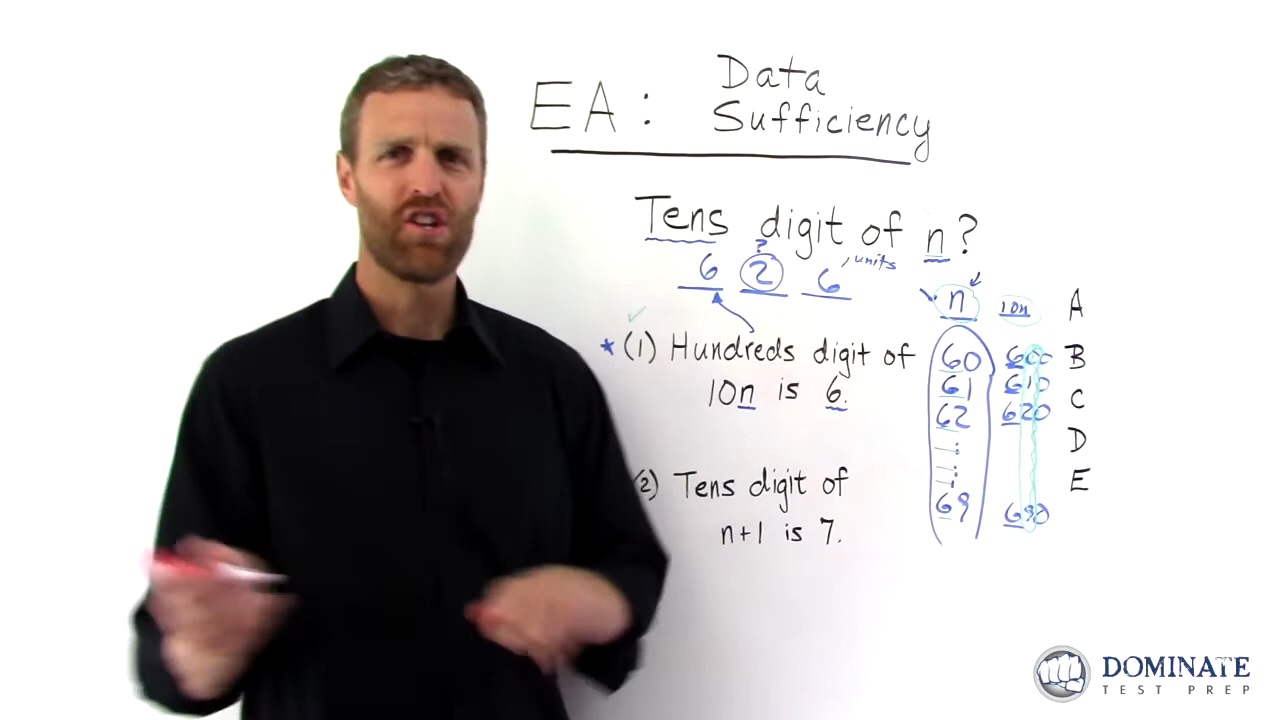 EA: Data
Sufficiency
Tens digit of n?
?
6 2 6 units
(1) Hundreds digit of
10n is 6.
(2) Tens digit of
n+1 is 7.
n 10n
60 600
61 610
62 620
69 690
A
B
C
D
E
DOMINATE
TEST PREP